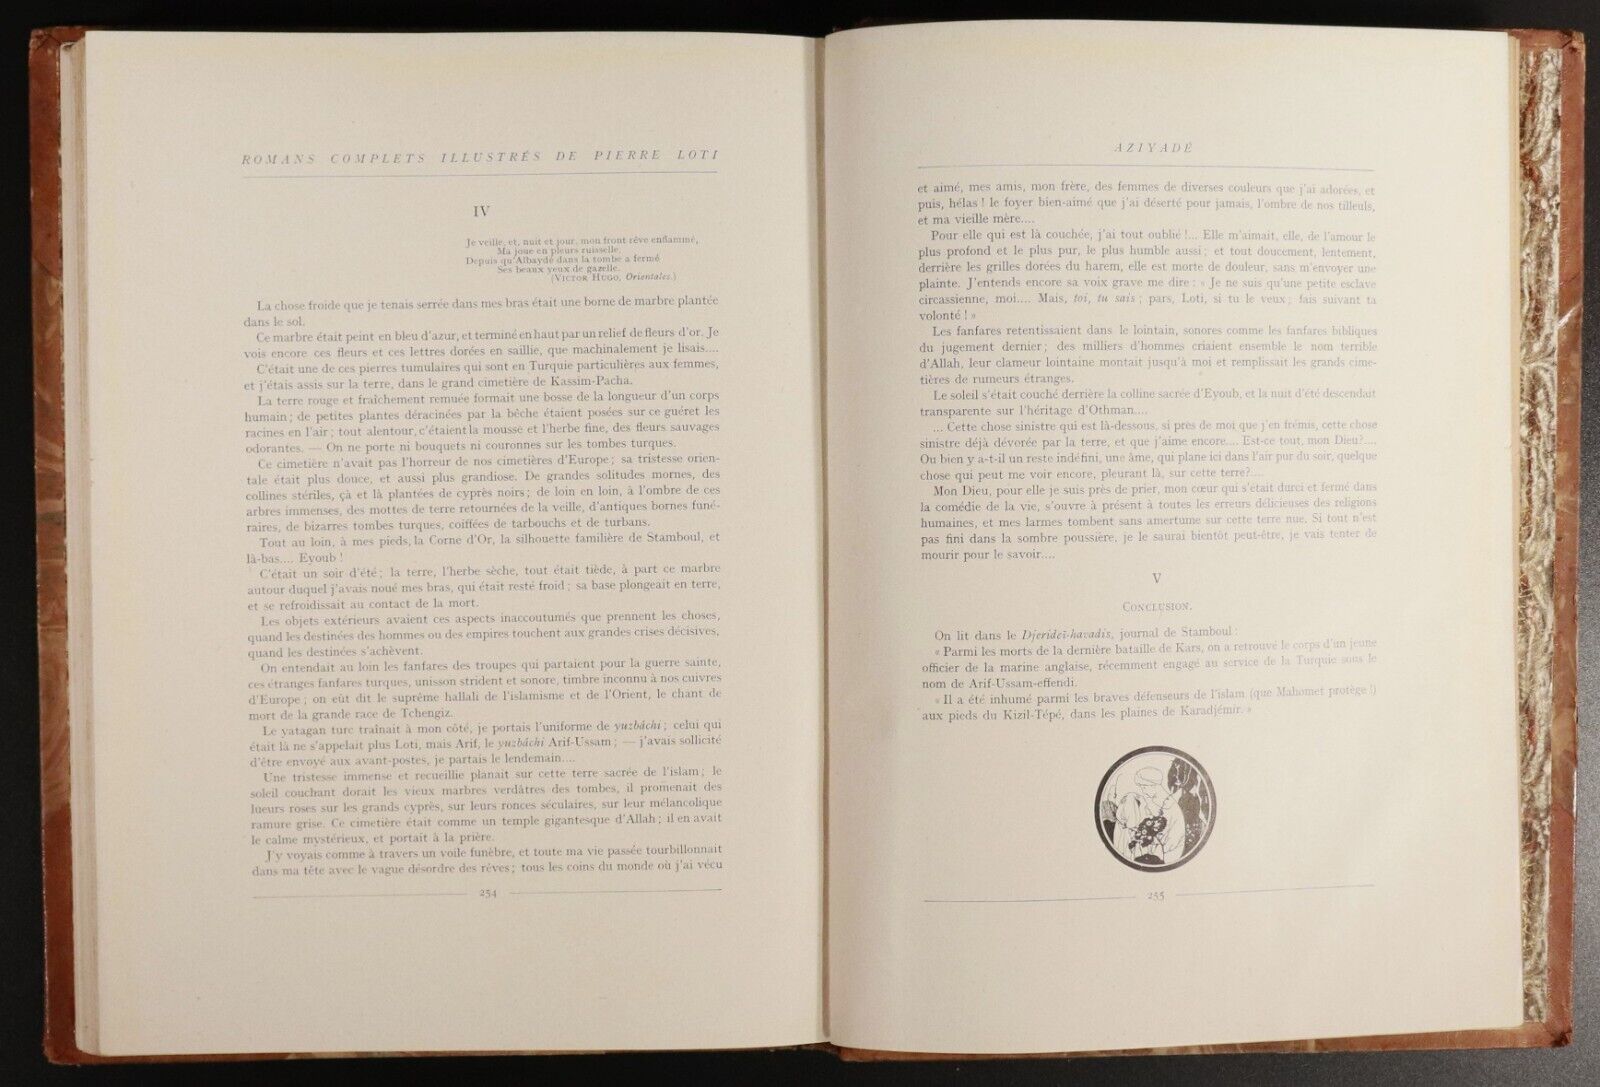 ROMANS COMPLETS ILLUSTRÉS DE PIERRE LOTI
IV
Je veille, et, nuit et jour, mon front rêve enflammé,
Ma joue en pleurs ruisselle,
Depuis qu'Albaydé dans la tombe a fermé
Ses beaux yeux de gazelle.
(VICTOR HUGO, Orientales.)
La chose froide que je tenais serrée dans mes bras était une borne de marbre plantée
dans le sol.
Ce marbre était peint en bleu d'azur, et terminé en haut par un relief de fleurs d'or. Je
vois encore ces fleurs et ces lettres dorées en saillie, que machinalement je lisais....
C'était une de ces pierres tumulaires qui sont en Turquie particulières aux femmes,
et j'étais assis sur la terre, dans le grand cimetière de Kassim-Pacha.
La terre rouge et fraîchement remuée formait une bosse de la longueur d'un corps
humain ; de petites plantes déracinées par la bêche étaient posées sur ce guéret les
racines en l'air ; tout alentour, c'étaient la mousse et l'herbe fine, des fleurs sauvages
odorantes. — On ne porte ni bouquets ni couronnes sur les tombes turques.
Ce cimetière n'avait pas l'horreur de nos cimetières d'Europe ; sa tristesse orien-
tale était plus douce, et aussi plus grandiose. De grandes solitudes mornes, des
collines stériles, çà et là plantées de cyprès noirs ; de loin en loin, à l'ombre de ces
arbres immenses, des mottes de terre retournées de la veille, d'antiques bornes funé-
raires, de bizarres tombes turques, coiffées de tarbouchs et de turbans.
Tout au loin, à mes pieds, la Corne d'Or, la silhouette familière de Stamboul, et
là-bas.... Eyoub !
C'était un soir d'été ; la terre, l'herbe sèche, tout était tiède, à part ce marbre
autour duquel j'avais noué mes bras, qui était resté froid ; sa base plongeait en terre,
et se refroidissait au contact de la mort.
Les objets extérieurs avaient ces aspects inaccoutumés que prennent les choses,
quand les destinées des hommes ou des empires touchent aux grandes crises décisives,
quand les destinées s'achèvent.
On entendait au loin les fanfares des troupes qui partaient pour la guerre sainte,
ces étranges fanfares turques, unisson strident et sonore, timbre inconnu à nos cuivres
d'Europe ; on eût dit le suprême hallali de l'islamisme et de l'Orient, le chant de
mort de la grande race de Tchengiz.
Le yatagan turc traînait à mon côté, je portais l'uniforme de yuzbâchi ; celui qui
était là ne s'appelait plus Loti, mais Arif, le yuzbâchi Arif-Ussam ; — j'avais sollicité
d'être envoyé aux avant-postes, je partais le lendemain....
Une tristesse immense et recueillie planait sur cette terre sacrée de l'islam ; le
soleil couchant dorait les vieux marbres verdâtres des tombes, il promenait des
lueurs roses sur les grands cyprès, sur leurs ronces séculaires, sur leur mélancolique
ramure grise. Ce cimetière était comme un temple gigantesque d'Allah ; il en avait
le calme mystérieux, et portait à la prière.
J'y voyais comme à travers un voile funèbre, et toute ma vie passée tourbillonnait
dans ma tête avec le vague désordre des rêves ; tous les coins du monde où j'ai vécu
254
AZIYADÉ
et aimé, mes amis, mon frère, des femmes de diverses couleurs que j'ai adorées, et
puis, hélas ! le foyer bien-aimé que j'ai déserté pour jamais, l'ombre de nos tilleuls,
et ma vieille mère....
Pour elle qui est là couchée, j'ai tout oublié !... Elle m'aimait, elle, de l'amour le
plus profond et le plus pur, le plus humble aussi ; et tout doucement, lentement,
derrière les grilles dorées du harem, elle est morte de douleur, sans m'envoyer une
plainte. J'entends encore sa voix grave me dire : « Je ne suis qu'une petite esclave
circassienne, moi.... Mais, toi, tu sais ; pars, Loti, si tu le veux ; fais suivant ta
volonté ! »
Les fanfares retentissaient dans le lointain, sonores comme les fanfares bibliques
du jugement dernier ; des milliers d'hommes criaient ensemble le nom terrible
d'Allah, leur clameur lointaine montait jusqu'à moi et remplissait les grands cime-
tières de rumeurs étranges.
Le soleil s'était couché derrière la colline sacrée d'Eyoub, et la nuit d'été descendait
transparente sur l'héritage d'Othman....
... Cette chose sinistre qui est là-dessous, si près de moi que j'en frémis, cette chose
sinistre déjà dévorée par la terre, et que j'aime encore.... Est-ce tout, mon Dieu?....
Ou bien y a-t-il un reste indéfini, une âme, qui plane ici dans l'air pur du soir, quelque
chose qui peut me voir encore, pleurant là, sur cette terre?....
Mon Dieu, pour elle je suis près de prier, mon cœur qui s'était durci et fermé dans
la comédie de la vie, s'ouvre à présent à toutes les erreurs délicieuses des religions
humaines, et mes larmes tombent sans amertume sur cette terre nue. Si tout n'est
pas fini dans la sombre poussière, je le saurai bientôt peut-être, je vais tenter de
mourir pour le savoir....
V
CONCLUSION.
On lit dans le Djerideï-havadis, journal de Stamboul :
« Parmi les morts de la dernière bataille de Kars, on a retrouvé le corps d'un jeune
officier de la marine anglaise, récemment engagé au service de la Turquie sous le
nom de Arif-Ussam-effendi.
« Il a été inhumé parmi les braves défenseurs de l'islam (que Mahomet protège !)
aux pieds du Kizil-Tépé, dans les plaines de Karadjémir. »
255